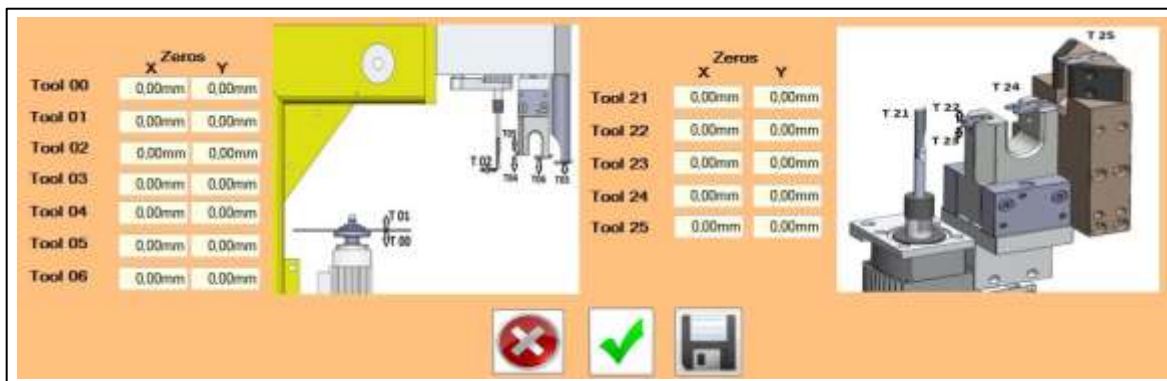 Zeros
X Y
Tool 00 0,00mm 0,00mm
Tool 01 0,00mm 0,00mm
Tool 02 0,00mm 0,00mm
Tool 03 0,00mm 0,00mm
Tool 04 0,00mm 0,00mm
Tool 05 0,00mm 0,00mm
Tool 06 0,00mm 0,00mm
T 02
T04
T06
T03
T 01
T 00
Zeros
X Y
Tool 21 0,00mm 0,00mm
Tool 22 0,00mm 0,00mm
Tool 23 0,00mm 0,00mm
Tool 24 0,00mm 0,00mm
Tool 25 0,00mm 0,00mm
T 25
T 24
T 21
T 22
T 23